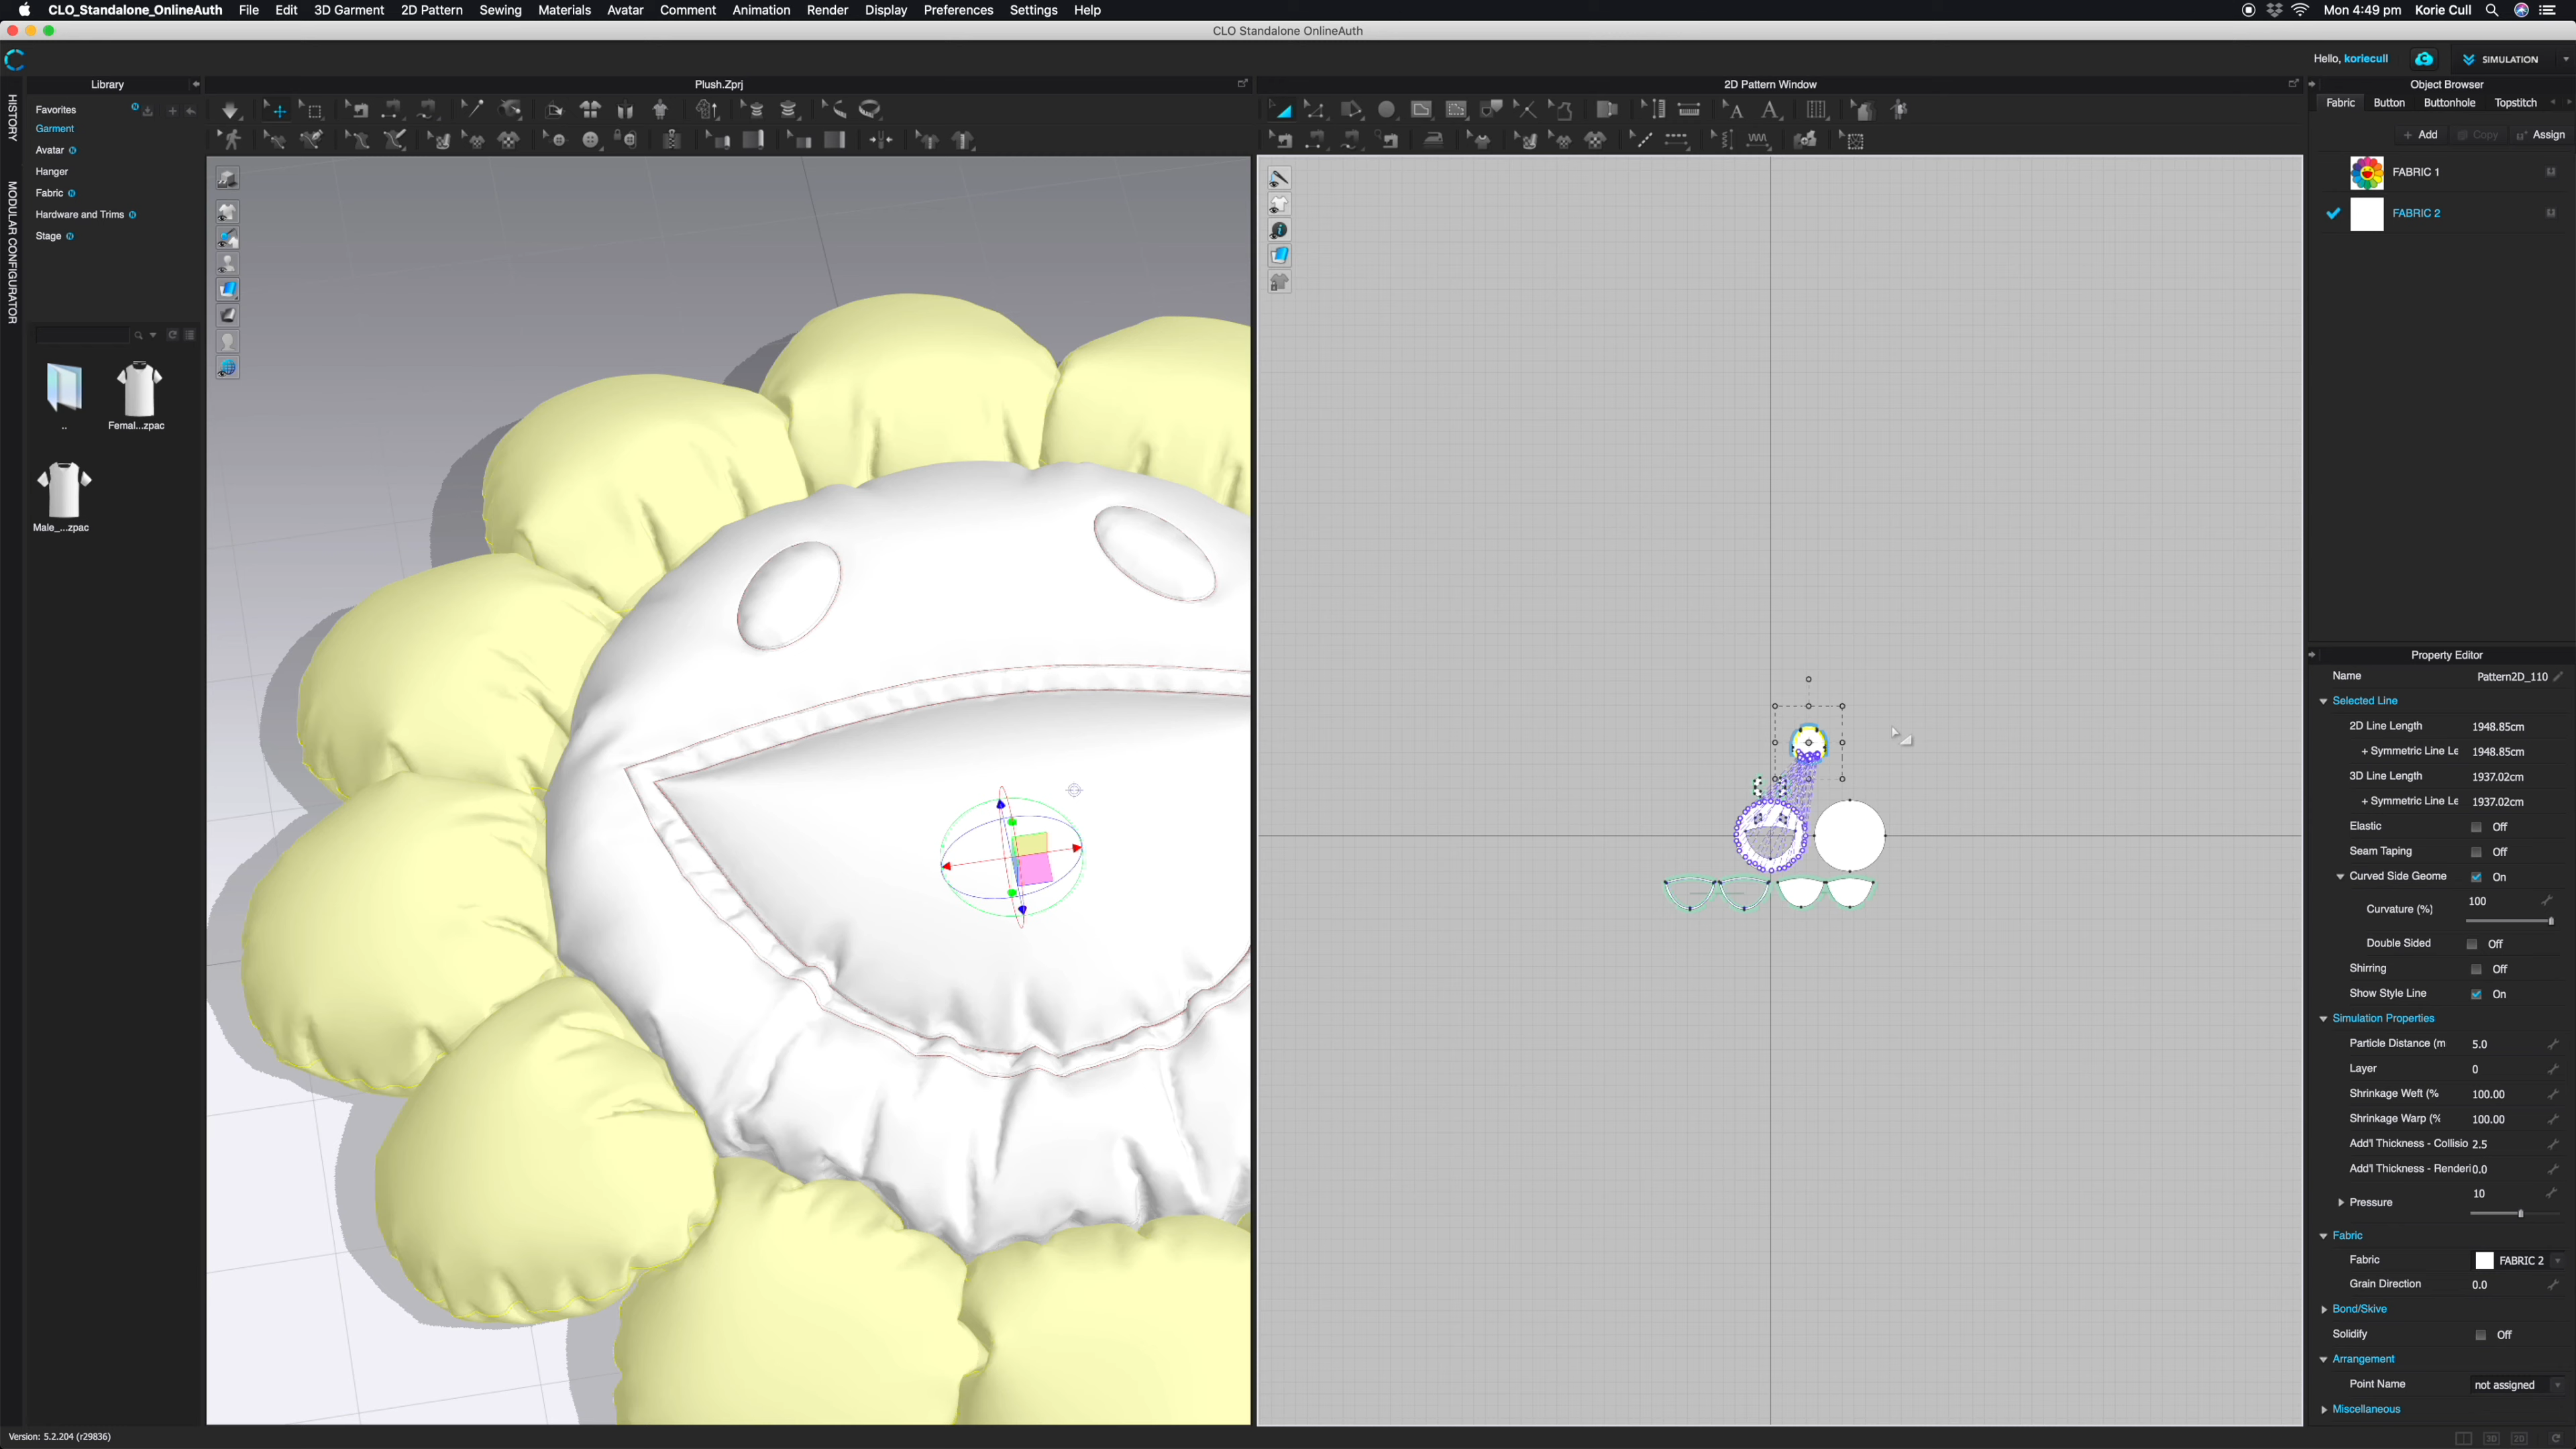 CLO_Standalone_OnlineAuth File Edit 3D Garment 2D Pattern Sewing Materials Avatar Comment Animation Render Display Preferences Settings Help Mon 4:49 pm Korie Cull
CLO Standalone OnlineAuth
Hello, koriecull SIMULATION
HISTORY
MODULAR CONFIGURATOR
Library
Favorites
Garment
Avatar
Hanger
Fabric
Hardware and Trims
Stage
..
Femal...zpac
Male_...zpac
Plush.Zprj
2D Pattern Window
Object Browser
Fabric Button Buttonhole Topstitch
+ Add Copy Assign
FABRIC 1
FABRIC 2
Property Editor
Name Pattern2D_110
Selected Line
2D Line Length 1948.85cm
+ Symmetric Line Le 1948.85cm
3D Line Length 1937.02cm
+ Symmetric Line Le 1937.02cm
Elastic Off
Seam Taping Off
Curved Side Geome On
Curvature (%) 100
Double Sided Off
Shirring Off
Show Style Line On
Simulation Properties
Particle Distance (m 5.0
Layer 0
Shrinkage Weft (% 100.00
Shrinkage Warp (% 100.00
Add'l Thickness - Collisio 2.5
Add'l Thickness - Renderi 0.0
Pressure 10
Fabric
Fabric FABRIC 2
Grain Direction 0.0
Bond/Skive
Solidify Off
Arrangement
Point Name not assigned
Miscellaneous
Version: 5.2.204 (r29836)
3D 2D